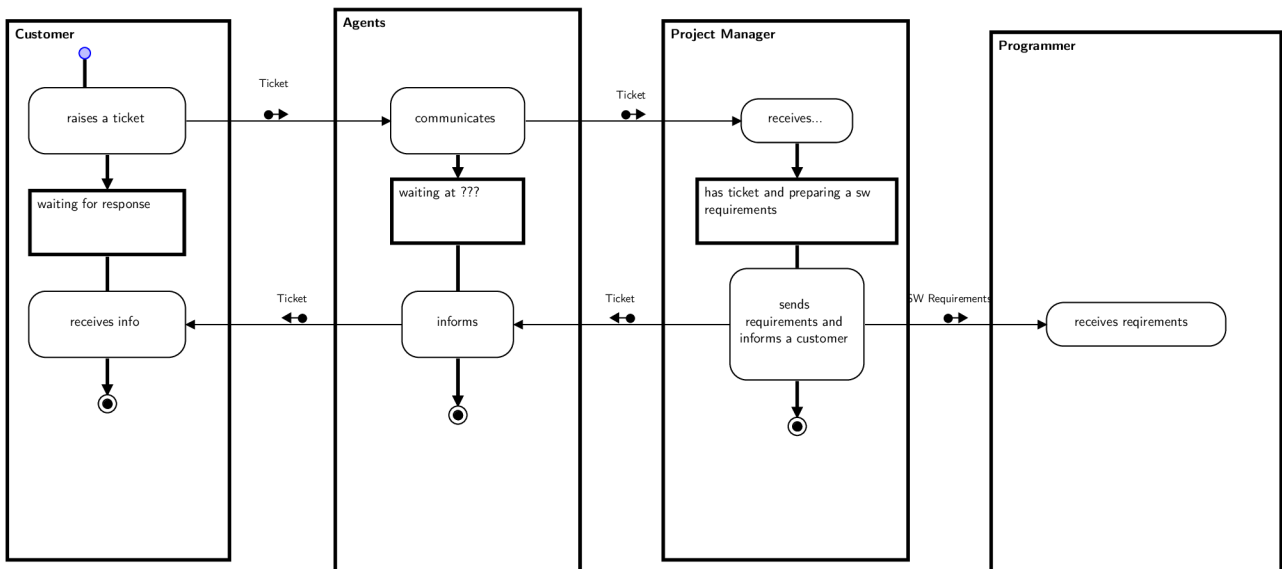 Customer
Agents
Project Manager
Programmer
Ticket
Ticket
raises a ticket
communicates
receives...
waiting for response
waiting at ???
has ticket and preparing a sw
requirements
Ticket
Ticket
SW Requirements
receives info
informs
sends
requirements and
informs a customer
receives reqirements